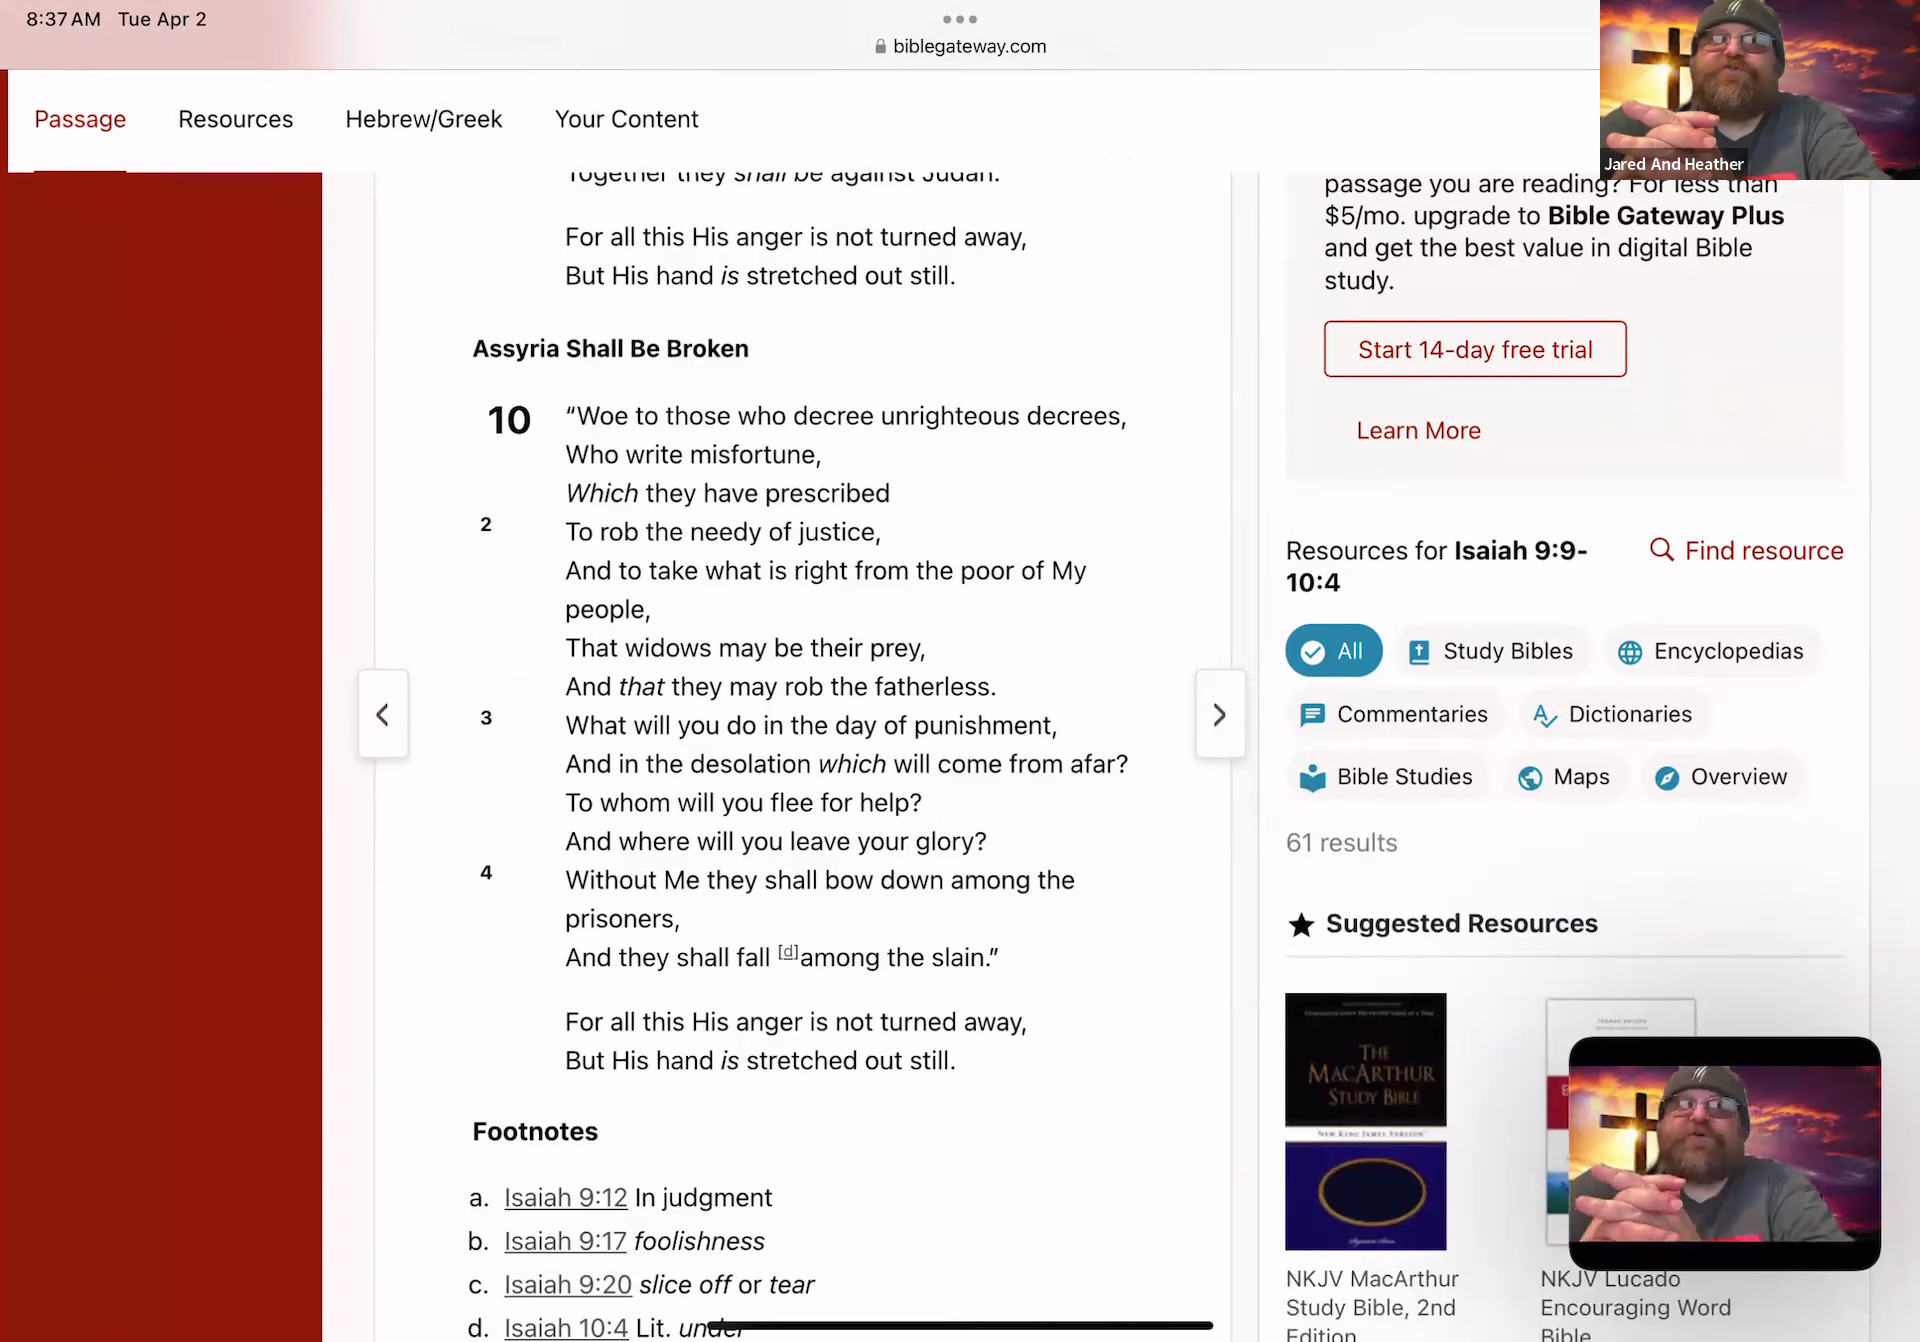 8:37 AM Tue Apr 2
biblegateway.com
Passage
Resources
Hebrew/Greek
Your Content
Jared And Heather
Together they shall be against Judah.
For all this His anger is not turned away,
But His hand is stretched out still.
Assyria Shall Be Broken
10 “Woe to those who decree unrighteous decrees,
Who write misfortune,
Which they have prescribed
2 To rob the needy of justice,
And to take what is right from the poor of My
people,
That widows may be their prey,
And that they may rob the fatherless.
3 What will you do in the day of punishment,
And in the desolation which will come from afar?
To whom will you flee for help?
And where will you leave your glory?
4 Without Me they shall bow down among the
prisoners,
And they shall fall [d]among the slain.”
For all this His anger is not turned away,
But His hand is stretched out still.
Footnotes
a. Isaiah 9:12 In judgment
b. Isaiah 9:17 foolishness
c. Isaiah 9:20 slice off or tear
d. Isaiah 10:4 Lit. under
passage you are reading? For less than
$5/mo. upgrade to Bible Gateway Plus
and get the best value in digital Bible
study.
Start 14-day free trial
Learn More
Resources for Isaiah 9:9-
10:4
Find resource
All
Study Bibles
Encyclopedias
Commentaries
Dictionaries
Bible Studies
Maps
Overview
61 results
Suggested Resources
THE
MACARTHUR
STUDY BIBLE
NEW KING JAMES VERSION
NKJV MacArthur
Study Bible, 2nd
Edition
NKJV Lucado
Encouraging Word
Bible